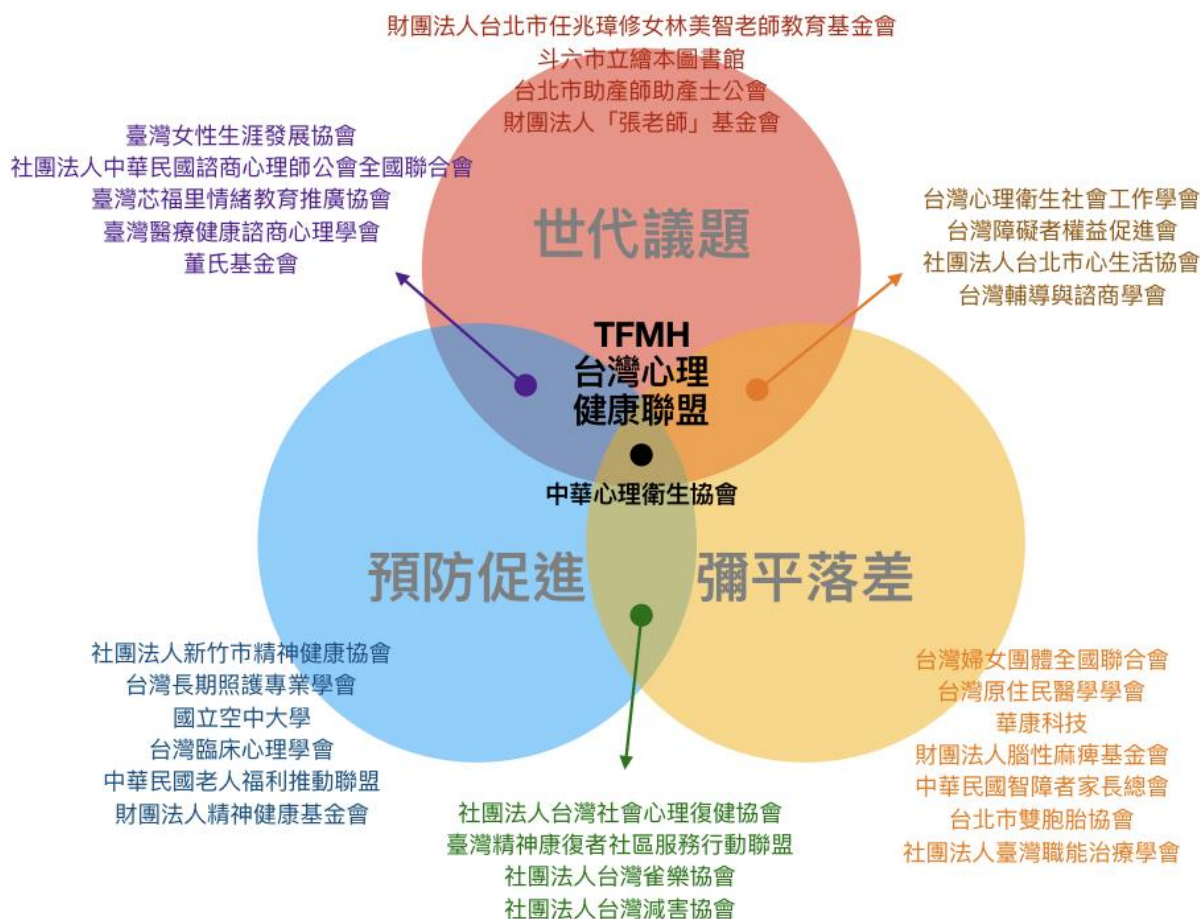 財團法人台北市任兆璋修女林美智老師教育基金會
斗六市立繪本圖書館
台北市助產師助產士公會
財團法人「張老師」基金會
臺灣女性生涯發展協會
社團法人中華民國諮商心理師公會全國聯合會
臺灣芯福里情緒教育推廣協會
臺灣醫療健康諮商心理學會
董氏基金會
台灣心理衛生社會工作學會
台灣障礙者權益促進會
社團法人台北市心生活協會
台灣輔導與諮商學會
世代議題
TFMH
台灣心理
健康聯盟
中華心理衛生協會
預防促進
彌平落差
社團法人新竹市精神健康協會
台灣長期照護專業學會
國立空中大學
台灣臨床心理學會
中華民國老人福利推動聯盟
財團法人精神健康基金會
社團法人台灣社會心理復健協會
臺灣精神康復者社區服務行動聯盟
社團法人台灣雀樂協會
社團法人台灣減害協會
台灣婦女團體全國聯合會
台灣原住民醫學學會
華康科技
財團法人腦性麻痺基金會
中華民國智障者家長總會
台北市雙胞胎協會
社團法人臺灣職能治療學會